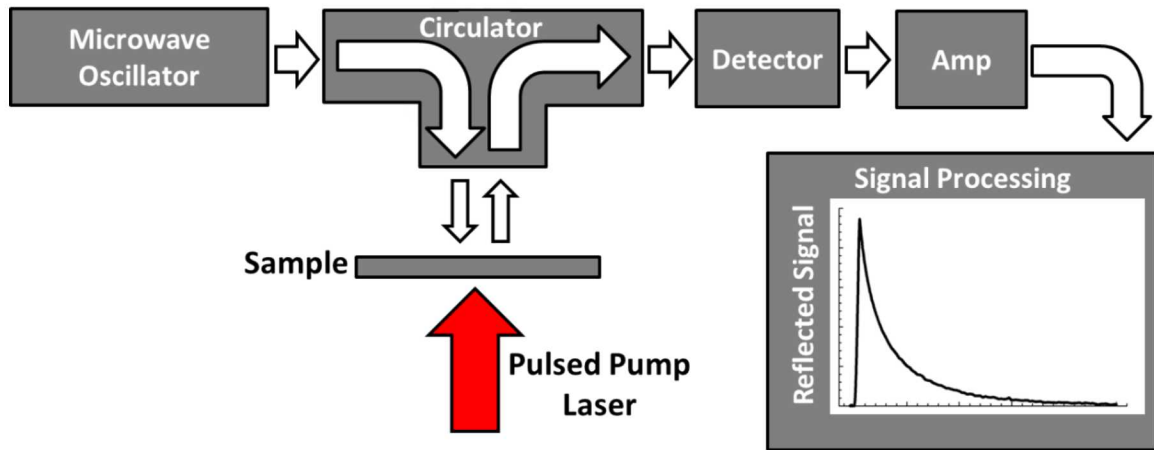 Microwave
Oscillator
Circulator
Detector
Amp
Sample
Pulsed Pump
Laser
Signal Processing
Reflected Signal